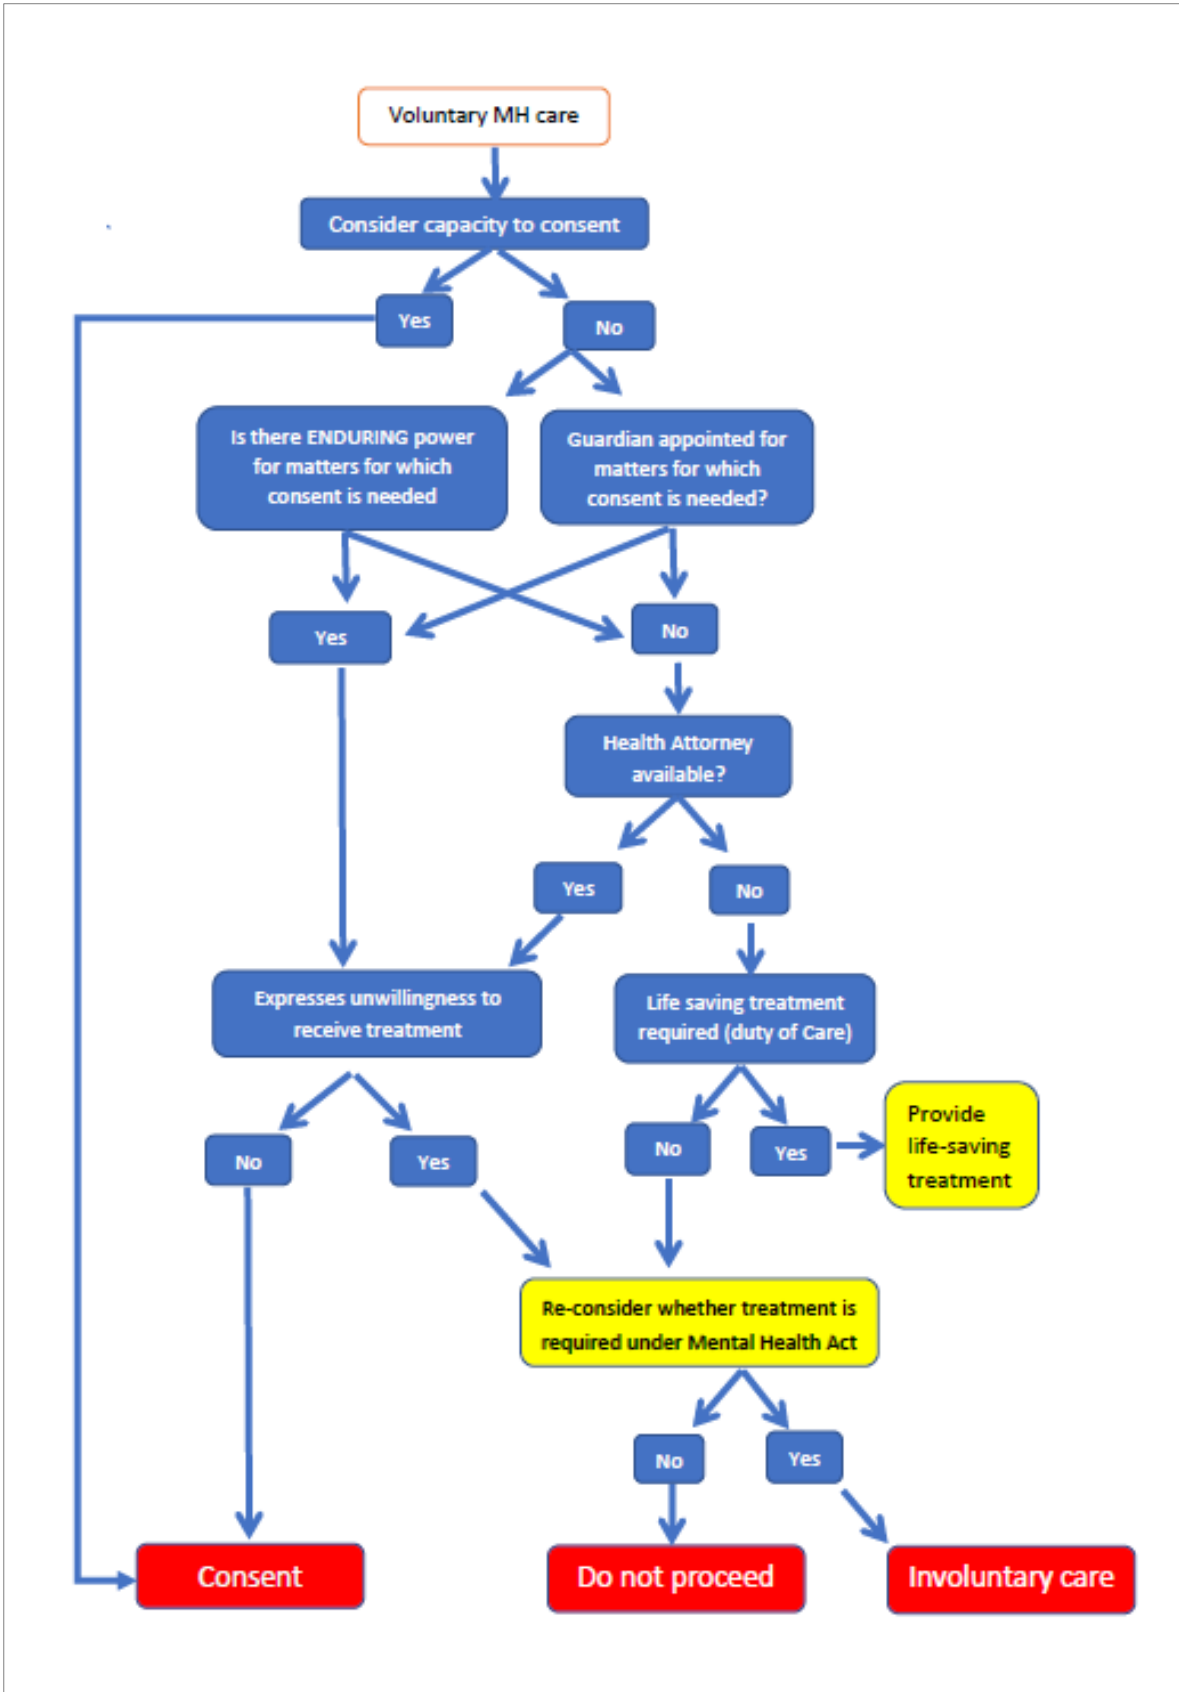 Voluntary MH care
Consider capacity to consent
Yes
No
Is there ENDURING power
for matters for which
consent is needed
Guardian appointed for
matters for which
consent is needed?
Yes
No
Health Attorney
available?
Yes
No
Expresses unwillingness to
receive treatment
Life saving treatment
required (duty of Care)
No
Yes
No
Yes
Provide
life-saving
treatment
Re-consider whether treatment is
required under Mental Health Act
No
Yes
Consent
Do not proceed
Involuntary care